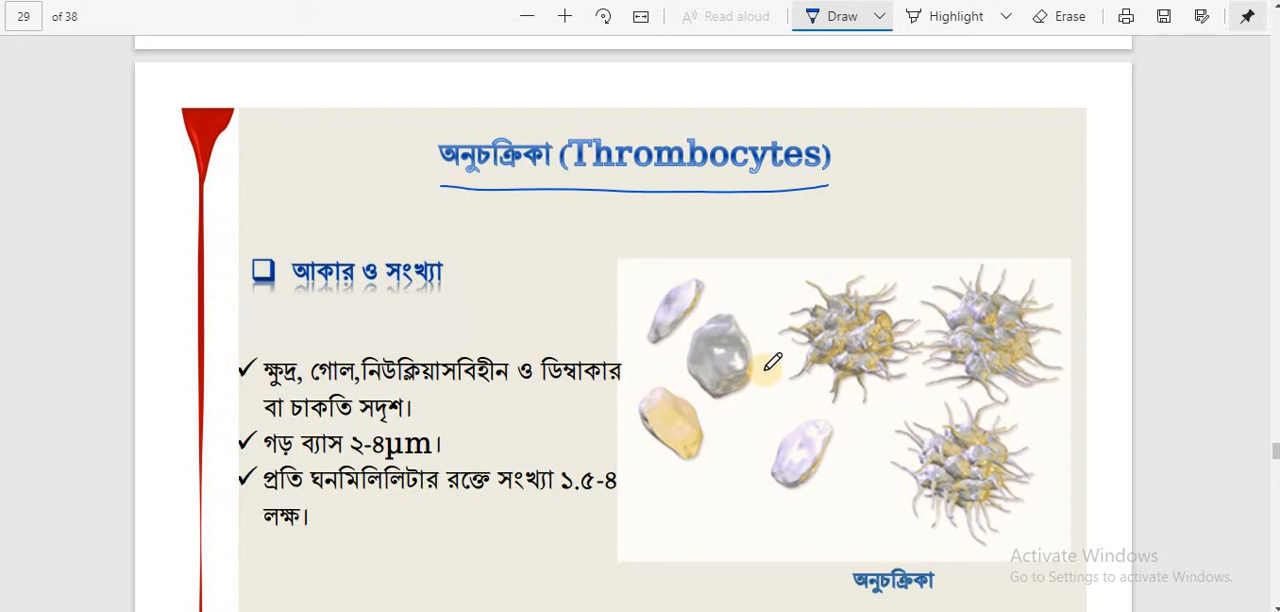 29 of 38 Read aloud Draw Highlight Erase
অনুচক্রিকা (Thrombocytes)
আকার ও সংখ্যা
ক্ষুদ্র, গোল,নিউক্লিয়াসবিহীন ও ডিম্বাকার
বা চাকতি সদৃশ।
গড় ব্যাস ২-৪µm।
প্রতি ঘনমিলিলিটার রক্তে সংখ্যা ১.৫-৪
লক্ষ।
অনুচক্রিকা
Activate Windows
Go to Settings to activate Windows.